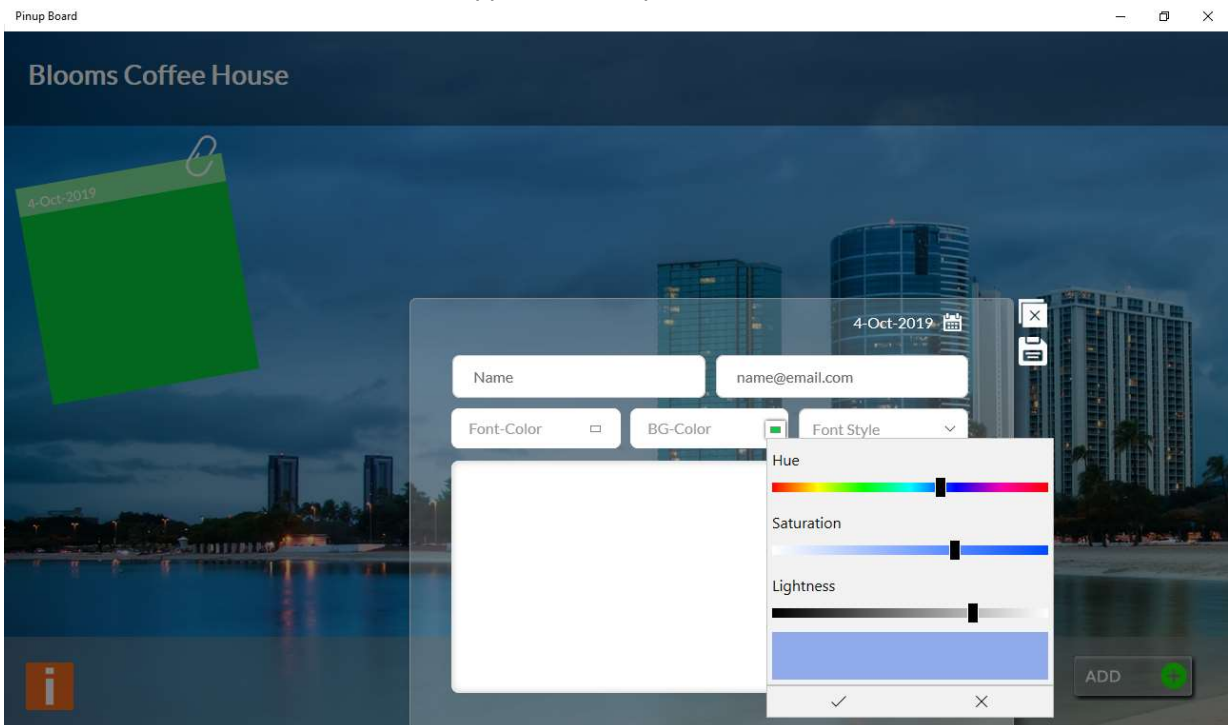 Pinup Board
Blooms Coffee House
4-Oct-2019
4-Oct-2019
Name name@email.com
Font-Color BG-Color Font Style
Hue
Saturation
Lightness
i
ADD